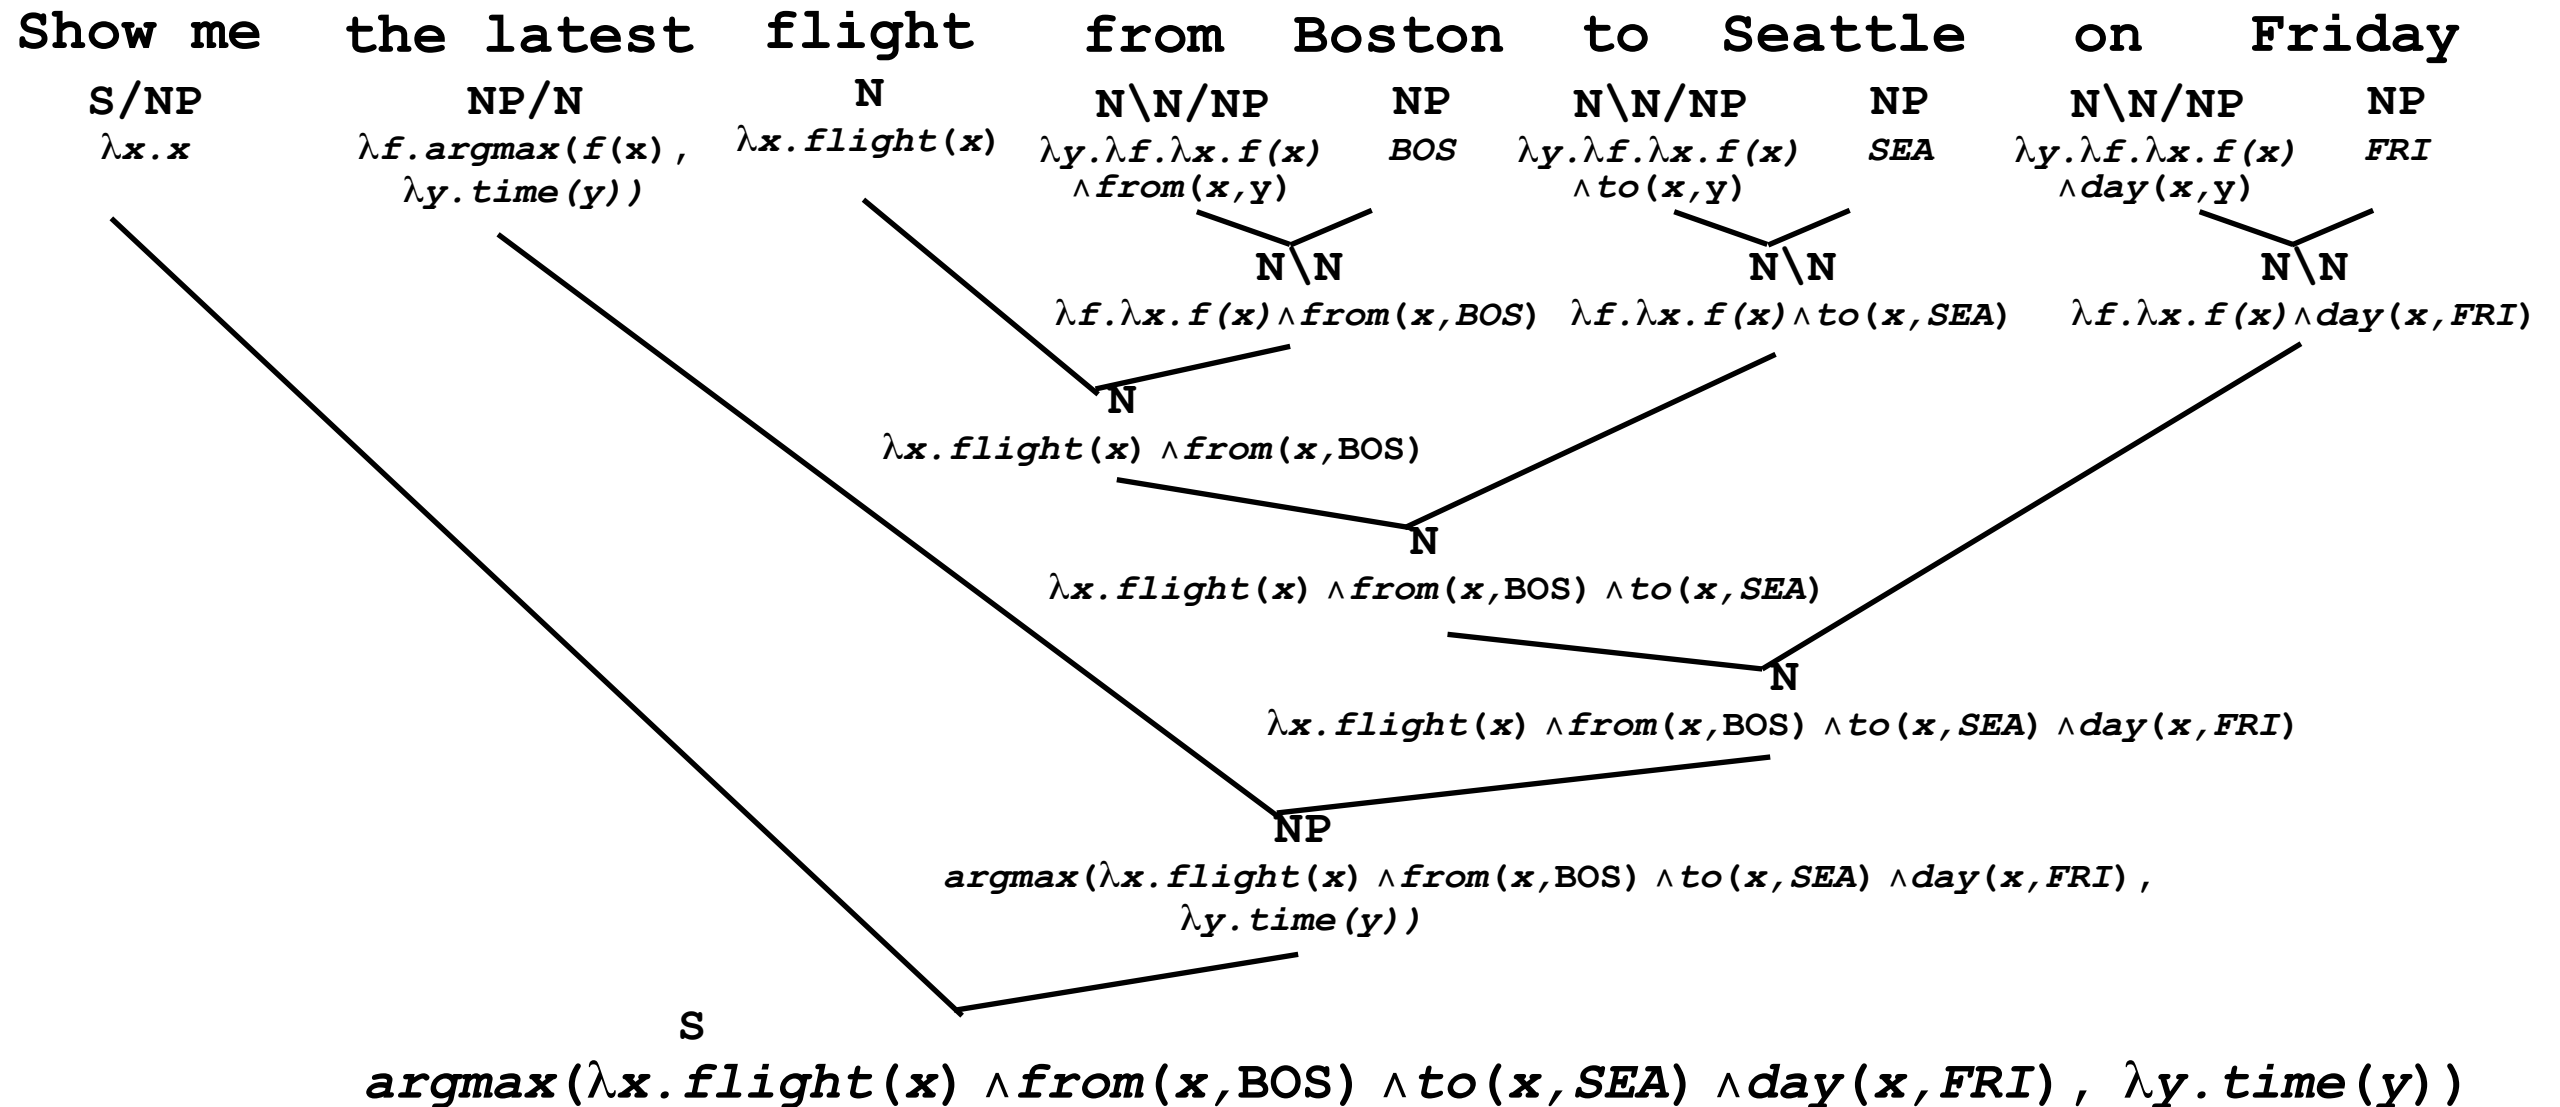 Show me the latest flight from Boston to Seattle on Friday
S/NP NP/N N N\N/NP NP N\N/NP NP N\N/NP NP
λx.x λf.argmax(f(x), λx.flight(x) λy.λf.λx.f(x) BOS λy.λf.λx.f(x) SEA λy.λf.λx.f(x) FRI
λy.time(y)) ∧from(x,y) ∧to(x,y) ∧day(x,y)
N\N N\N N\N
λf.λx.f(x)∧from(x,BOS) λf.λx.f(x)∧to(x,SEA) λf.λx.f(x)∧day(x,FRI)
N
λx.flight(x) ∧from(x,BOS)
N
λx.flight(x) ∧from(x,BOS) ∧to(x,SEA)
N
λx.flight(x) ∧from(x,BOS) ∧to(x,SEA) ∧day(x,FRI)
NP
argmax(λx.flight(x) ∧from(x,BOS) ∧to(x,SEA) ∧day(x,FRI),
λy.time(y))
S
argmax(λx.flight(x) ∧from(x,BOS) ∧to(x,SEA) ∧day(x,FRI), λy.time(y))